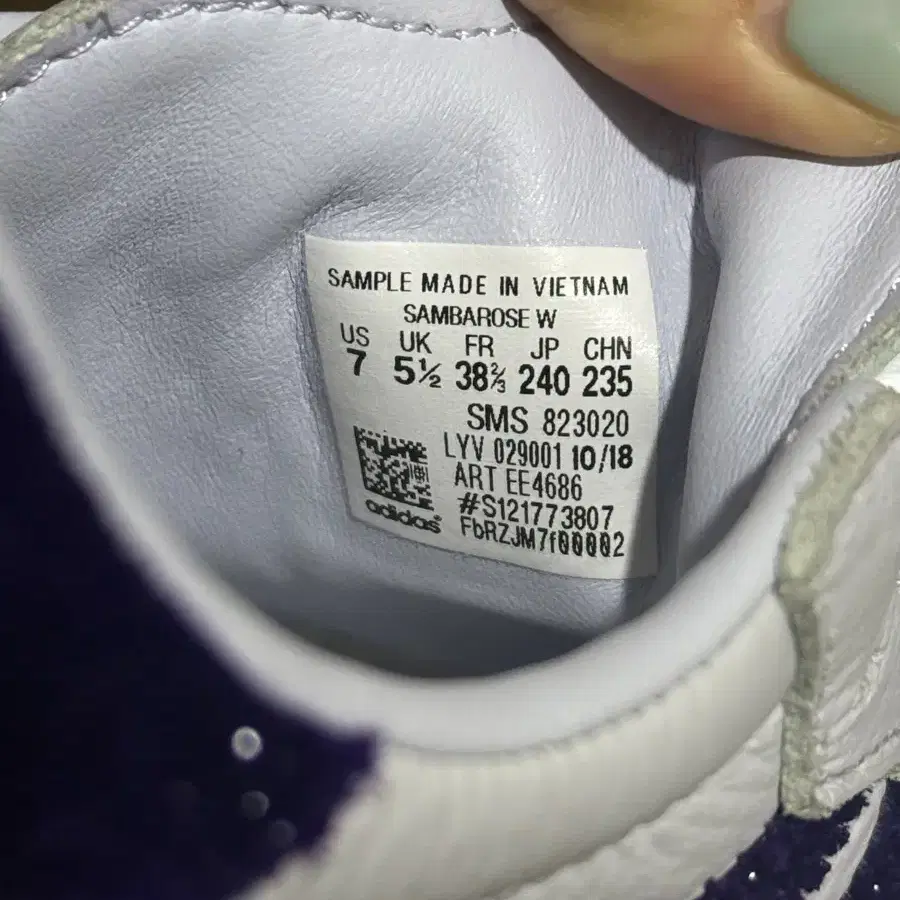 SAMPLE MADE IN VIETNAM
SAMBAROSE W
US UK FR JP CHN
7 5½ 38⅔ 240 235
SMS 823020
LYV 029001 10/18
ART EE4686
#S121773807
adidas FbRZJM7f00002